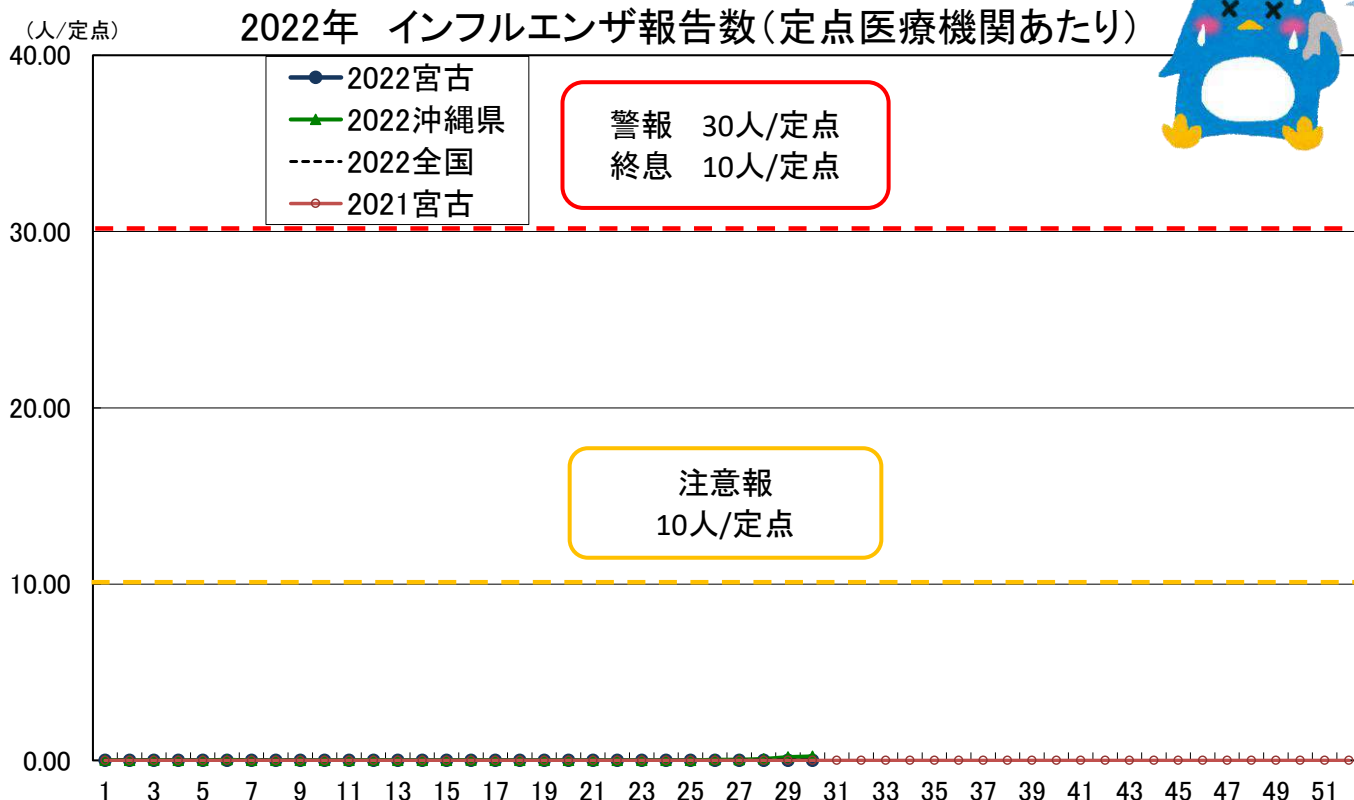 2022年 インフルエンザ報告数(定点医療機関あたり)
(人/定点)
40.00
30.00
20.00
10.00
0.00
2022宮古
2022沖縄県
2022全国
2021宮古
警報 30人/定点
終息 10人/定点
注意報
10人/定点
1 3 5 7 9 11 13 15 17 19 21 23 25 27 29 31 33 35 37 39 41 43 45 47 49 51